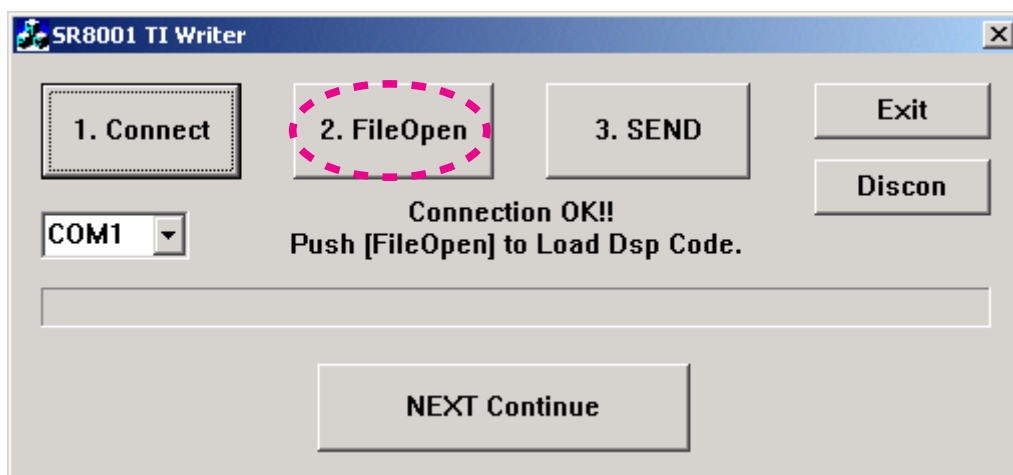 SR8001 TI Writer
1. Connect
2. FileOpen
3. SEND
Exit
Discon
COM1
Connection OK!!
Push [FileOpen] to Load Dsp Code.
NEXT Continue